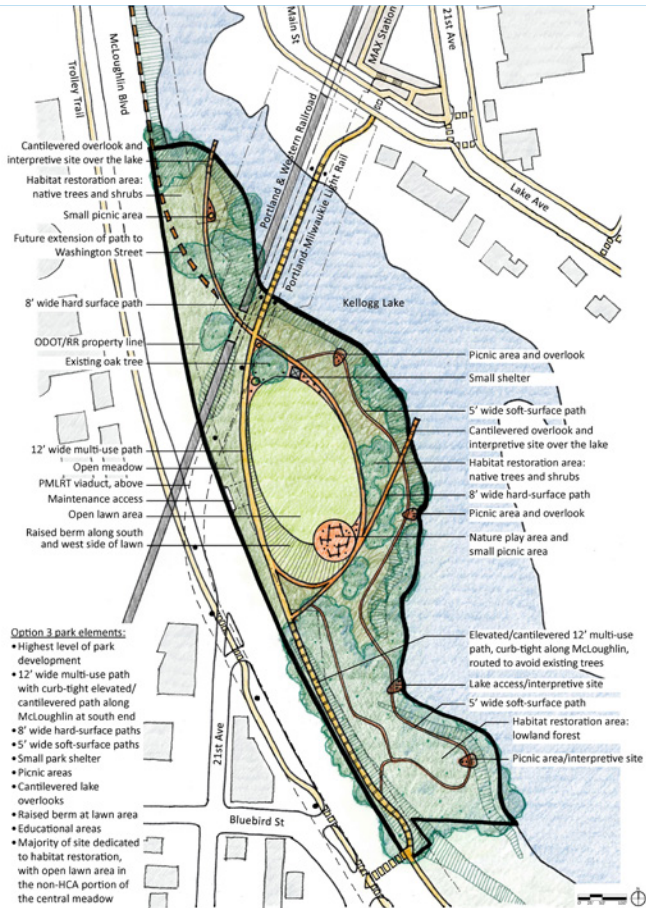 Main St
MAX Station
21st Ave
McLoughlin Blvd
Trolley Trail
Portland & Western Railroad
Portland-Milwaukie Light Rail
Lake Ave
Kellogg Lake
Cantilevered overlook and
interpretive site over the lake
Habitat restoration area:
native trees and shrubs
Small picnic area
Future extension of path to
Washington Street
8' wide hard surface path
ODOT/RR property line
Existing oak tree
12' wide multi-use path
Open meadow
PMLRT viaduct, above
Maintenance access
Open lawn area
Raised berm along south
and west side of lawn
Picnic area and overlook
Small shelter
5' wide soft-surface path
Cantilevered overlook and
interpretive site over the lake
Habitat restoration area:
native trees and shrubs
8' wide hard-surface path
Picnic area and overlook
Nature play area and
small picnic area
Elevated/cantilevered 12' multi-use
path, curb-tight along McLoughlin,
routed to avoid existing trees
Lake access/interpretive site
5' wide soft-surface path
Habitat restoration area:
lowland forest
Picnic area/interpretive site
21st Ave
Bluebird St
Option 3 park elements:
• Highest level of park
development
• 12' wide multi-use path
with curb-tight elevated/
cantilevered path along
McLoughlin at south end
• 8' wide hard-surface paths
• 5' wide soft-surface paths
• Small park shelter
• Picnic areas
• Cantilevered lake
overlooks
• Raised berm at lawn area
• Educational areas
• Majority of site dedicated
to habitat restoration,
with open lawn area in
the non-HCA portion of
the central meadow